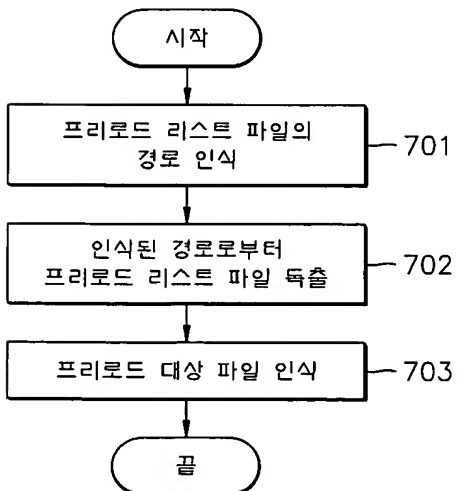 시작
프리로드 리스트 파일의
경로 인식
701
인식된 경로로부터
프리로드 리스트 파일 독출
702
프리로드 대상 파일 인식
703
끝